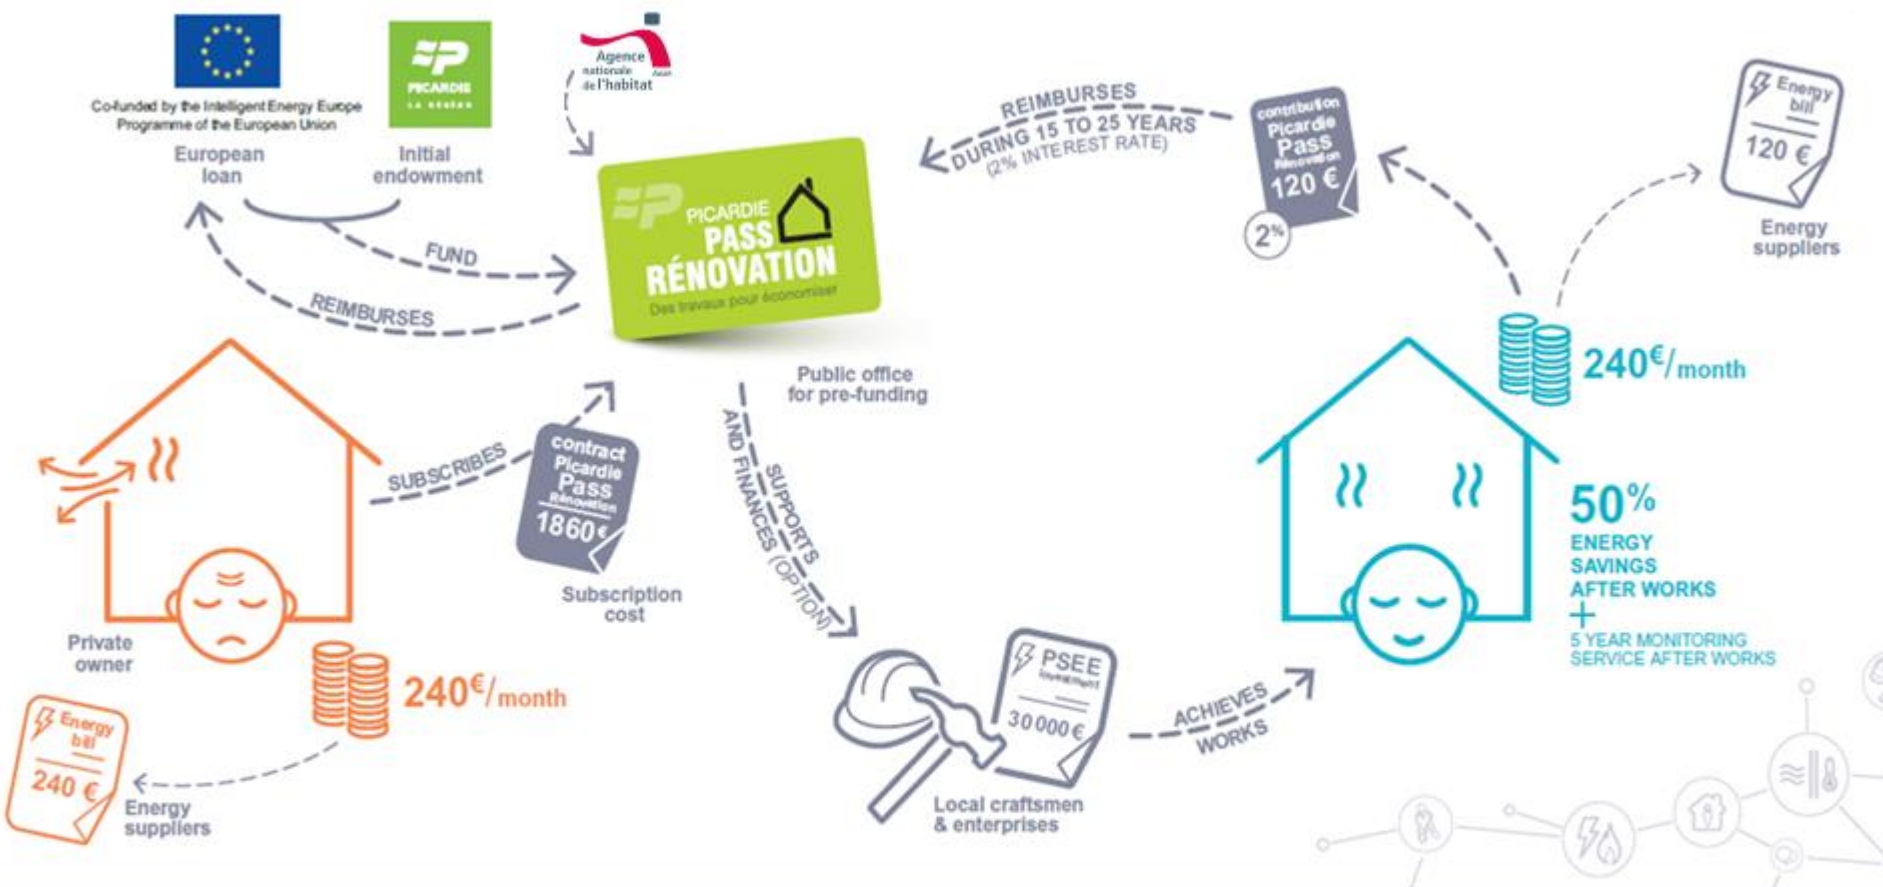 Co-funded by the Intelligent Energy Europe
Programme of the European Union
European
loan
PICARDIE
LA RÉGION
Initial
endowment
Agence
nationale
de l'habitat
Anah
FUND
REIMBURSES
PICARDIE
PASS
RÉNOVATION
Des travaux pour économiser
Public office
for pre-funding
REIMBURSES
DURING 15 TO 25 YEARS
(2% INTEREST RATE)
contribution
Picardie
Pass
Rénovation
120 €
2%
Energy
bill
120 €
Energy
suppliers
240€/month
50%
ENERGY
SAVINGS
AFTER WORKS
+
5 YEAR MONITORING
SERVICE AFTER WORKS
SUBSCRIBES
contract
Picardie
Pass
Rénovation
1860€
Subscription
cost
SUPPORTS
AND FINANCES (OPTION)
Private
owner
240€/month
Energy
bill
240 €
Energy
suppliers
PSEE
Investment
30 000 €
Local craftsmen
& enterprises
ACHIEVES
WORKS